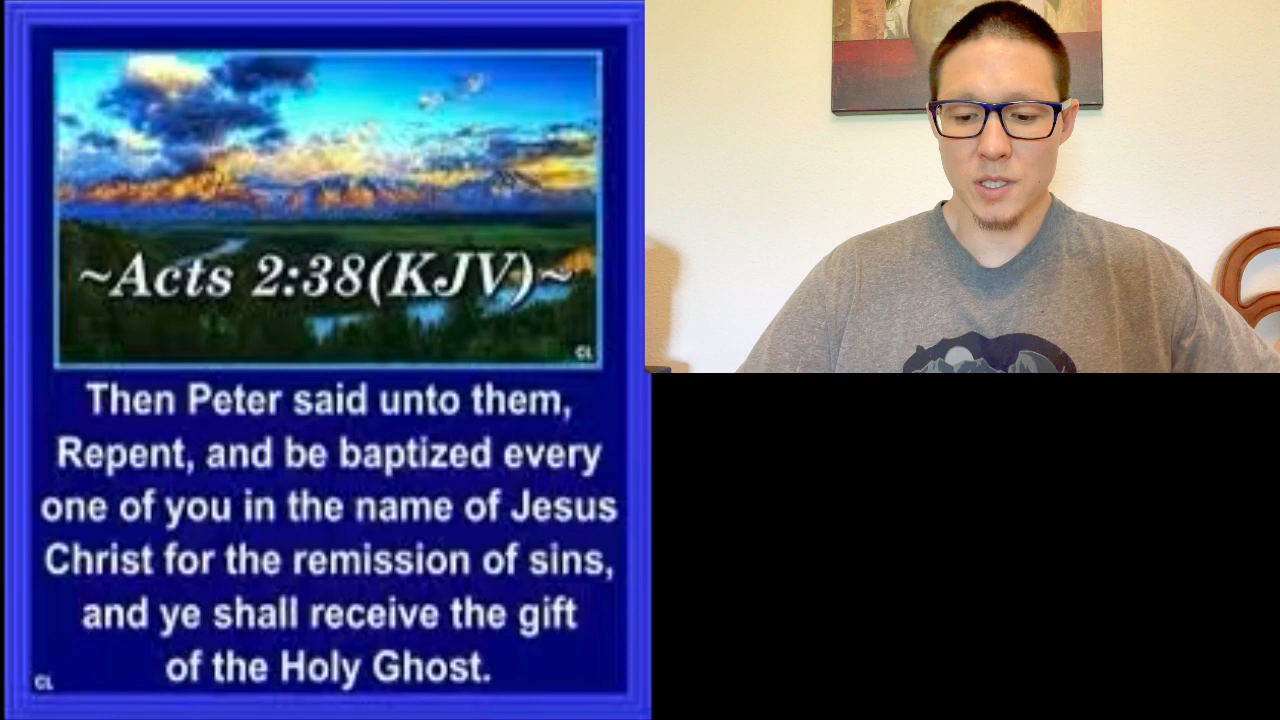 ~Acts 2:38(KJV)~
CL
Then Peter said unto them,
Repent, and be baptized every
one of you in the name of Jesus
Christ for the remission of sins,
and ye shall receive the gift
of the Holy Ghost.
CL